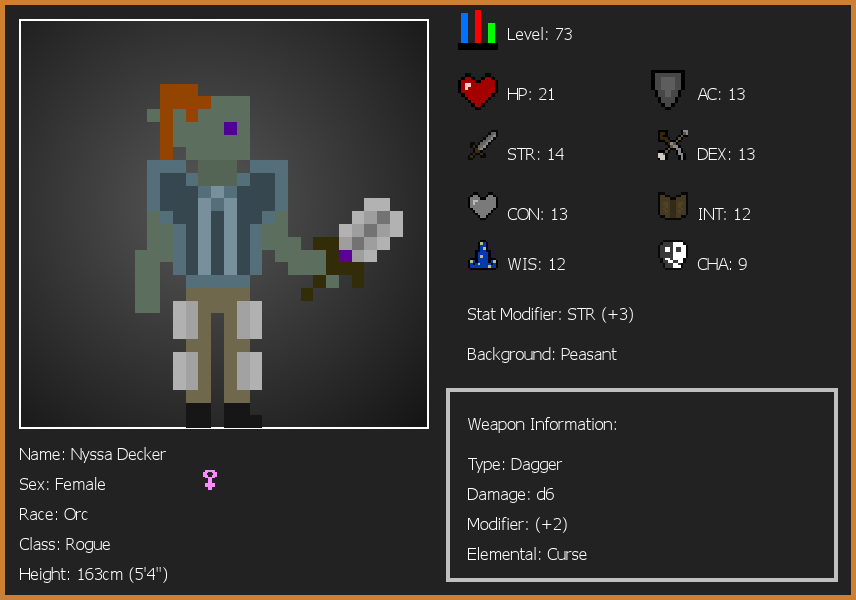 Level: 73
HP: 21
AC: 13
STR: 14
DEX: 13
CON: 13
INT: 12
WIS: 12
CHA: 9
Stat Modifier: STR (+3)
Background: Peasant
Weapon Information:
Type: Dagger
Damage: d6
Modifier: (+2)
Elemental: Curse
Name: Nyssa Decker
Sex: Female
Race: Orc
Class: Rogue
Height: 163cm (5'4")